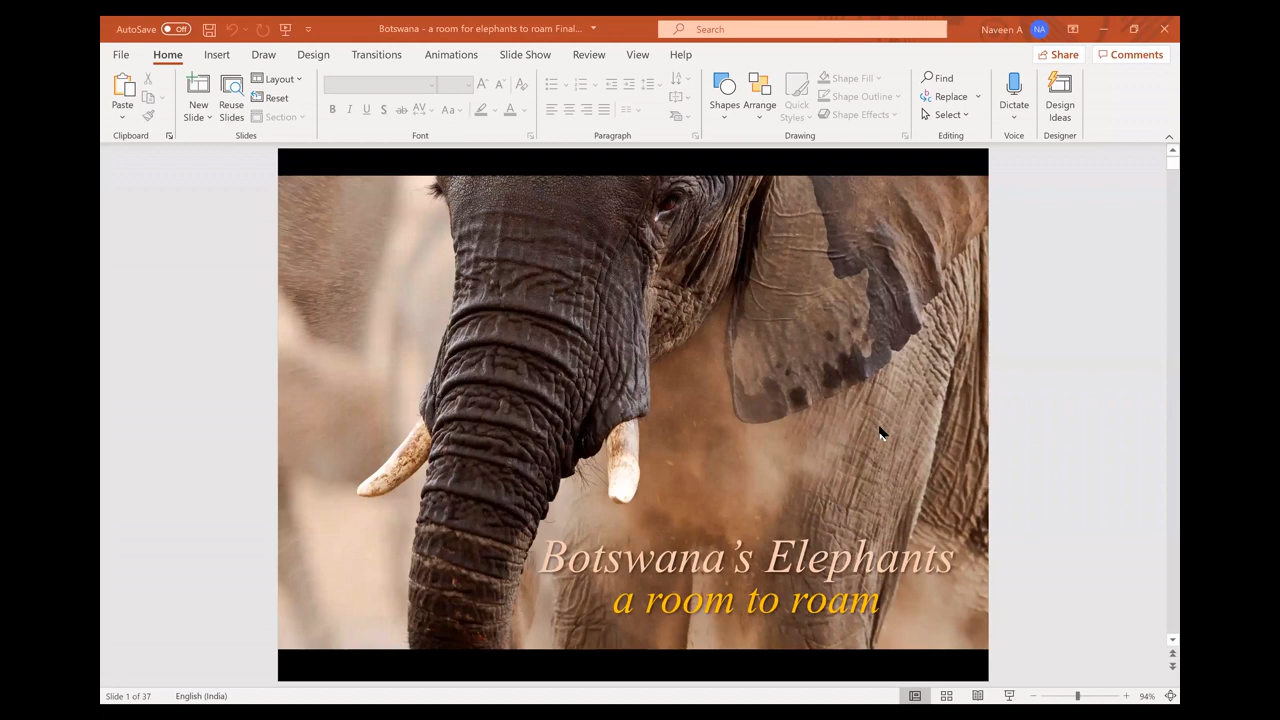 AutoSave Off Botswana - a room for elephants to roam Final... Search Naveen A NA
File Home Insert Draw Design Transitions Animations Slide Show Review View Help Share Comments
Paste
New Slide
Reuse Slides
Layout
Reset
Section
B I U S ab AV Aa A
Shapes
Arrange
Quick Styles
Shape Fill
Shape Outline
Shape Effects
Find
Replace
Select
Dictate
Design Ideas
Clipboard Slides Font Paragraph Drawing Editing Voice Designer
Botswana's Elephants
a room to roam
Slide 1 of 37 English (India) 94%